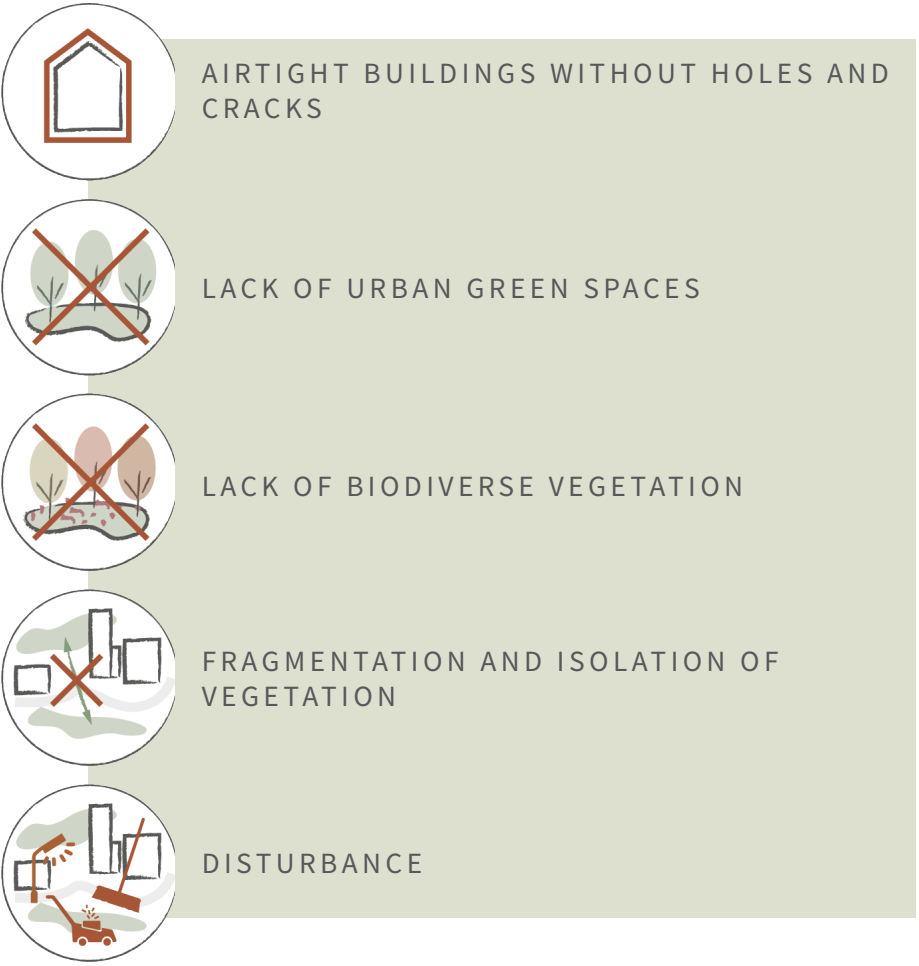 AIRTIGHT BUILDINGS WITHOUT HOLES AND
CRACKS
LACK OF URBAN GREEN SPACES
LACK OF BIODIVERSE VEGETATION
FRAGMENTATION AND ISOLATION OF
VEGETATION
DISTURBANCE